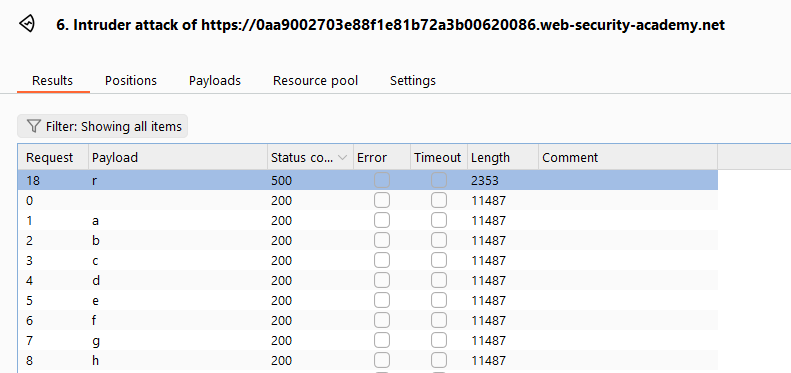 6. Intruder attack of https://0aa9002703e88f1e81b72a3b00620086.web-security-academy.net
Results Positions Payloads Resource pool Settings
Filter: Showing all items
Request Payload Status co... Error Timeout Length Comment
18 r 500 2353
0 200 11487
1 a 200 11487
2 b 200 11487
3 c 200 11487
4 d 200 11487
5 e 200 11487
6 f 200 11487
7 g 200 11487
8 h 200 11487